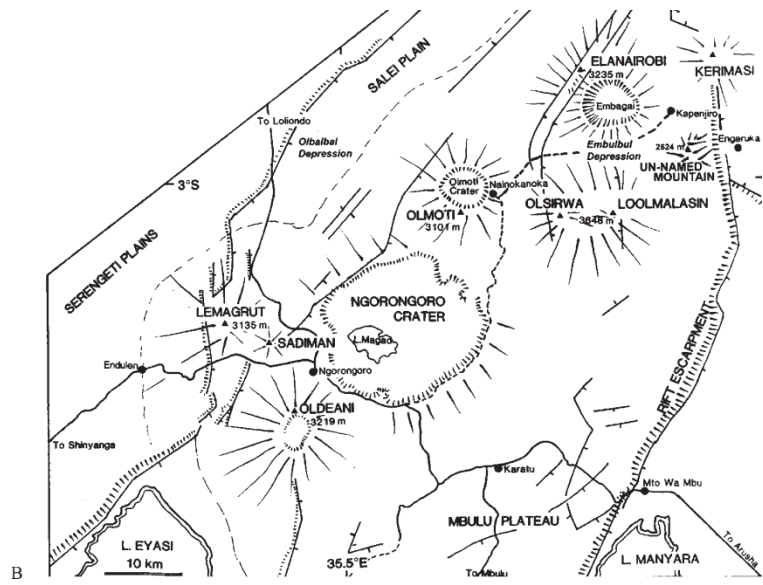 ELANAIROBI
3235 m
KERIMASI
SALEI PLAIN
Embagai
Kapenjiro
To Loliondo
Olbalbal
Depression
Embulbul
Depression
Engaruka
2624 m
UN-NAMED
MOUNTAIN
3°S
Olmoti
Crater
Nainokanoka
OLMOTI
3101 m
OLSIRWA
LOOLMALASIN
3648 m
SERENGETI PLAINS
NGORONGORO
CRATER
LEMAGRUT
3135 m
L.Magad
SADIMAN
Endulen
Ngorongoro
RIFT ESCARPMENT
OLDEANI
3219 m
To Shinyanga
Karatu
Mto Wa Mbu
MBULU PLATEAU
L. EYASI
10 km
35.5°E
To Mbulu
L. MANYARA
To Arusha
B